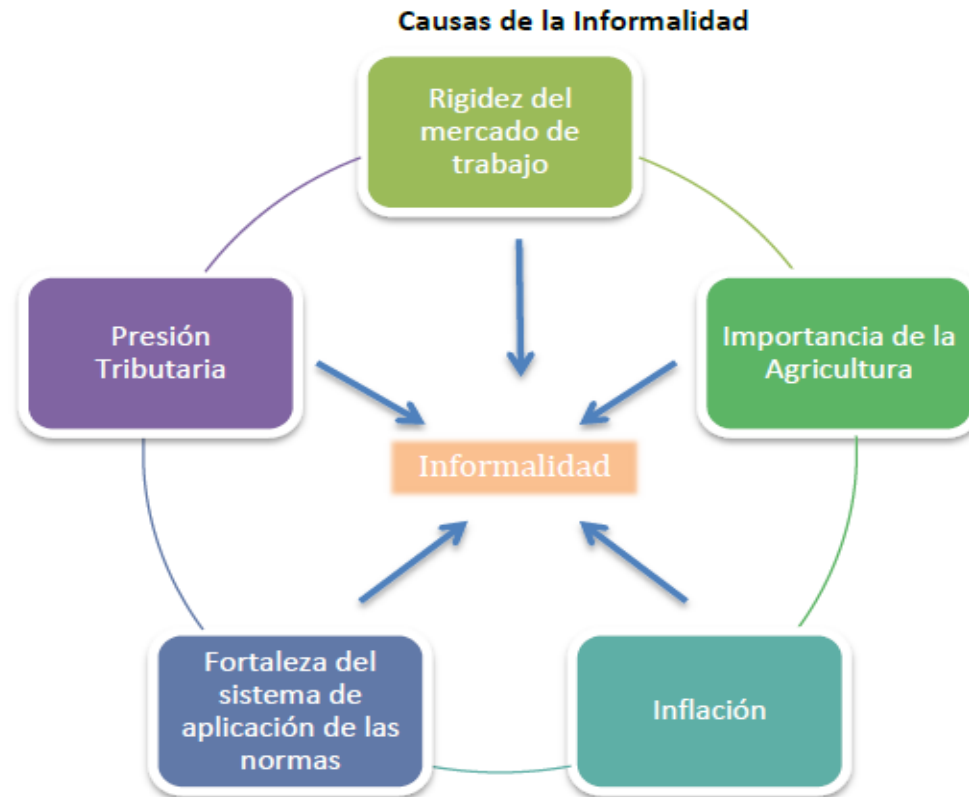 Causas de la Informalidad
Rigidez del
mercado de
trabajo
Presión
Tributaria
Importancia de la
Agricultura
Informalidad
Fortaleza del
sistema de
aplicación de las
normas
Inflación